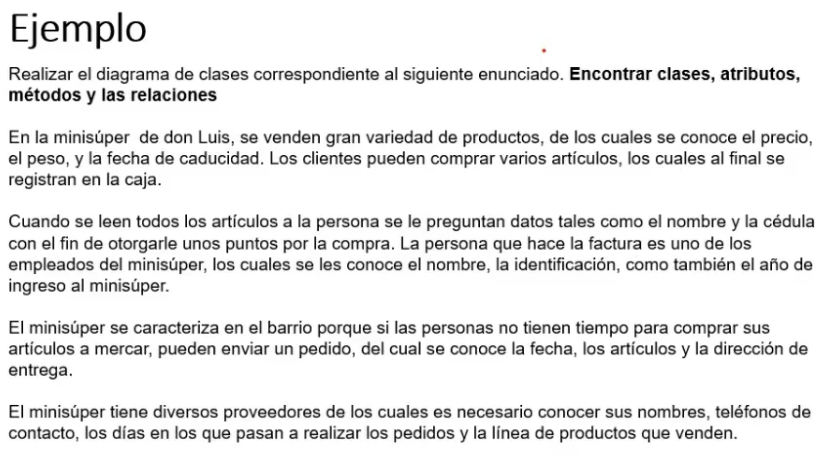 Ejemplo
Realizar el diagrama de clases correspondiente al siguiente enunciado. Encontrar clases, atributos,
métodos y las relaciones
En la minisúper de don Luis, se venden gran variedad de productos, de los cuales se conoce el precio,
el peso, y la fecha de caducidad. Los clientes pueden comprar varios artículos, los cuales al final se
registran en la caja.
Cuando se leen todos los artículos a la persona se le preguntan datos tales como el nombre y la cédula
con el fin de otorgarle unos puntos por la compra. La persona que hace la factura es uno de los
empleados del minisúper, los cuales se les conoce el nombre, la identificación, como también el año de
ingreso al minisúper.
El minisúper se caracteriza en el barrio porque si las personas no tienen tiempo para comprar sus
artículos a mercar, pueden enviar un pedido, del cual se conoce la fecha, los artículos y la dirección de
entrega.
El minisúper tiene diversos proveedores de los cuales es necesario conocer sus nombres, teléfonos de
contacto, los días en los que pasan a realizar los pedidos y la línea de productos que venden.